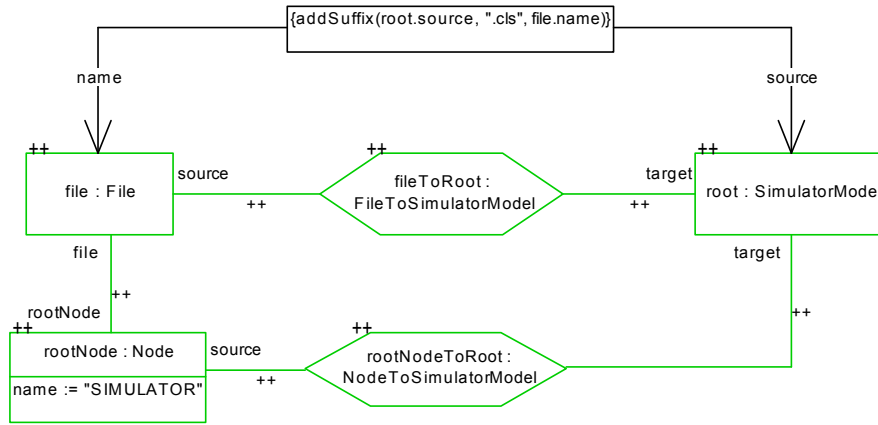 {addSuffix(root.source, ".cls", file.name)}
name
source
++
++
++
file : File
source
fileToRoot :
FileToSimulatorModel
target
root : SimulatorMode
++
++
file
target
++
++
rootNode
++
++
rootNode : Node
source
rootNodeToRoot :
NodeToSimulatorModel
++
name := "SIMULATOR"